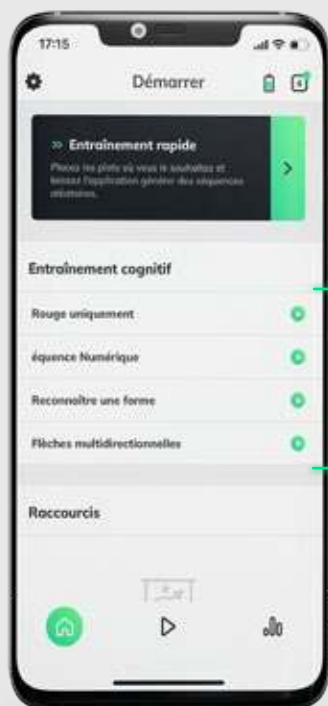 17:15
Démarrer
4
» Entraînement rapide
Placez les plots où vous le souhaitez et
laissez l'application générer des séquences
aléatoires.
Entraînement cognitif
Rouge uniquement
équence Numérique
Reconnaître une forme
Flèches multidirectionnelles
Raccourcis